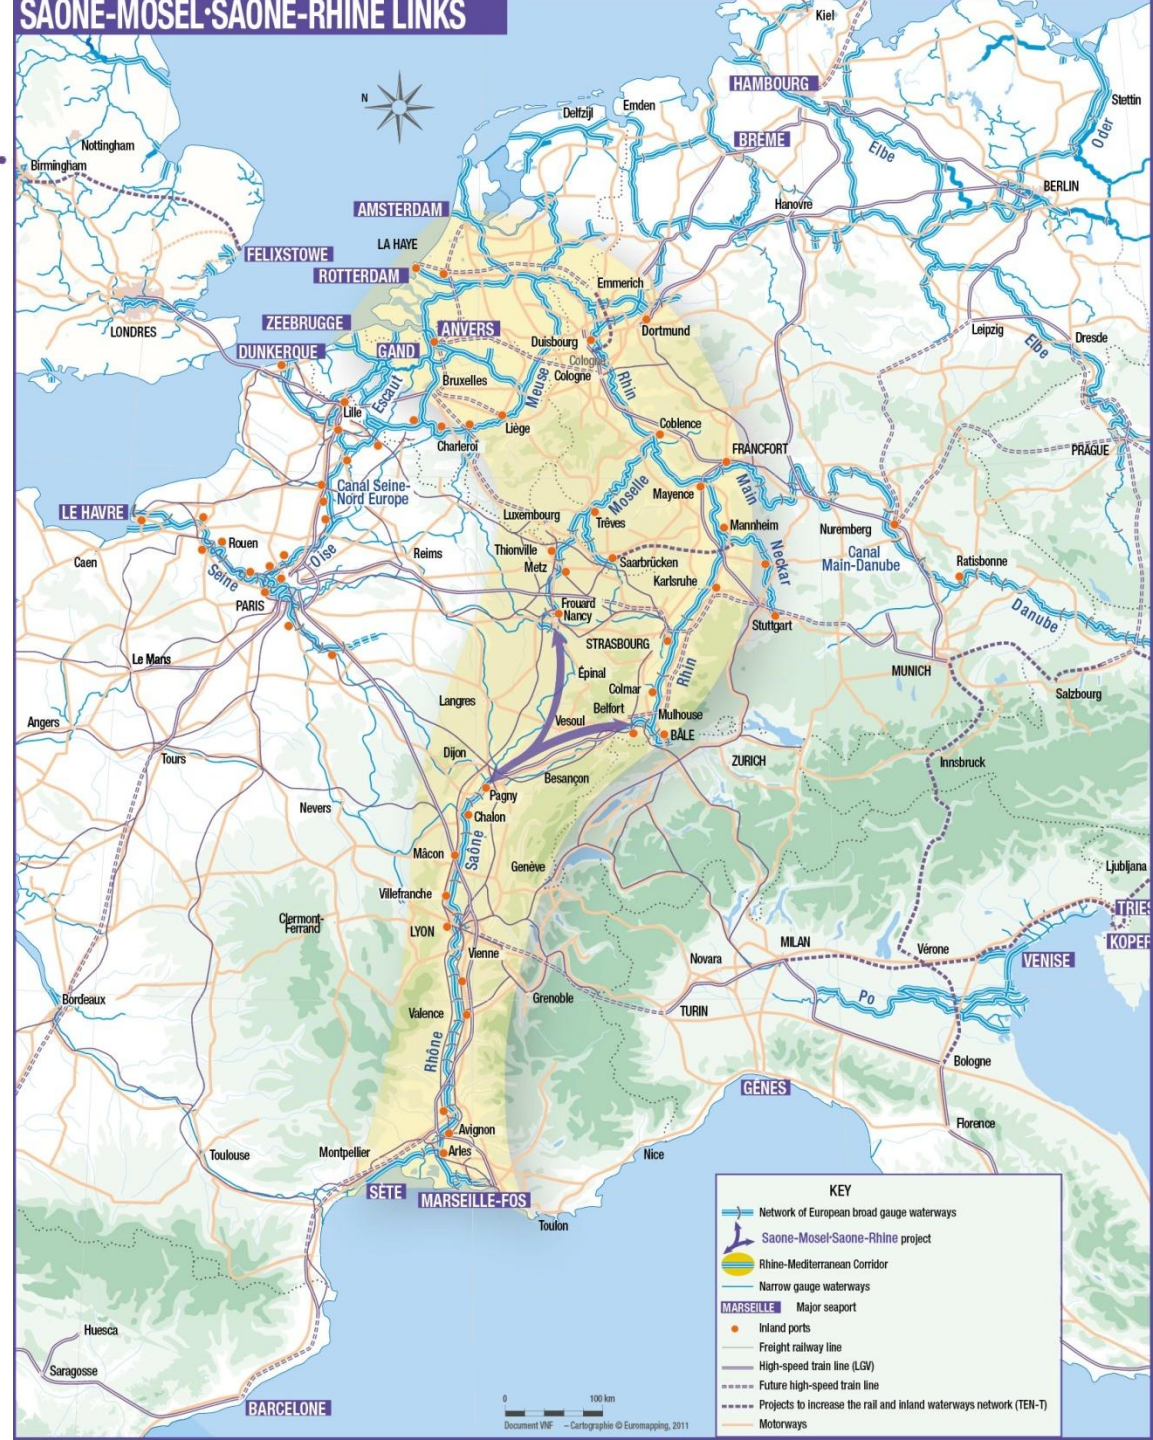 SAONE-MOSEL·SAONE-RHINE LINKS
Kiel
HAMBOURG
Stettin
Emden
Delfzijl
Oder
BREME
Elbe
Nottingham
Birmingham
BERLIN
Hanovre
AMSTERDAM
N
LA HAYE
FELIXSTOWE
ROTTERDAM
Emmerich
LONDRES
ZEEBRUGGE
ANVERS
Dortmund
Leipzig
Duisbourg
Dresde
Elbe
DUNKERQUE
GAND
Cologne
Cologne
Bruxelles
Meuse
Rhin
Escaut
Lille
Liège
Coblence
Charleroi
FRANCFORT
PRAGUE
Canal Seine-
Nord Europe
Moselle
Mayence
Main
LE HAVRE
Luxembourg
Trêves
Mannheim
Nuremberg
Rouen
Oise
Reims
Thionville
Metz
Saarbrücken
Neckar
Canal
Main-Danube
Ratisbonne
Caen
Seine
Karlsruhe
PARIS
Frouard
Nancy
Stuttgart
Danube
STRASBOURG
Le Mans
Épinal
Rhin
MUNICH
Colmar
Salzbourg
Langres
Belfort
Angers
Vesoul
Mulhouse
BÂLE
Dijon
Tours
ZURICH
Innsbruck
Besançon
Pagny
Nevers
Chalon
Saône
Mâcon
Genève
Ljubljana
Villefranche
TRIES
Clermont-
Ferrand
LYON
MILAN
KOPER
Vienne
Novara
Vérone
VENISE
Bordeaux
Grenoble
Po
Valence
TURIN
Rhône
Bologne
GÊNES
Avignon
Florence
Toulouse
Montpellier
Arles
Nice
SÈTE
MARSEILLE-FOS
Toulon
Huesca
Saragosse
BARCELONE
KEY
Network of European broad gauge waterways
Saone-Mosel·Saone-Rhine project
Rhine-Mediterranean Corridor
Narrow gauge waterways
MARSEILLE Major seaport
Inland ports
Freight railway line
High-speed train line (LGV)
Future high-speed train line
Projects to increase the rail and inland waterways network (TEN-T)
Motorways
0 100 km
Document VNF – Cartographie © Euromapping, 2011